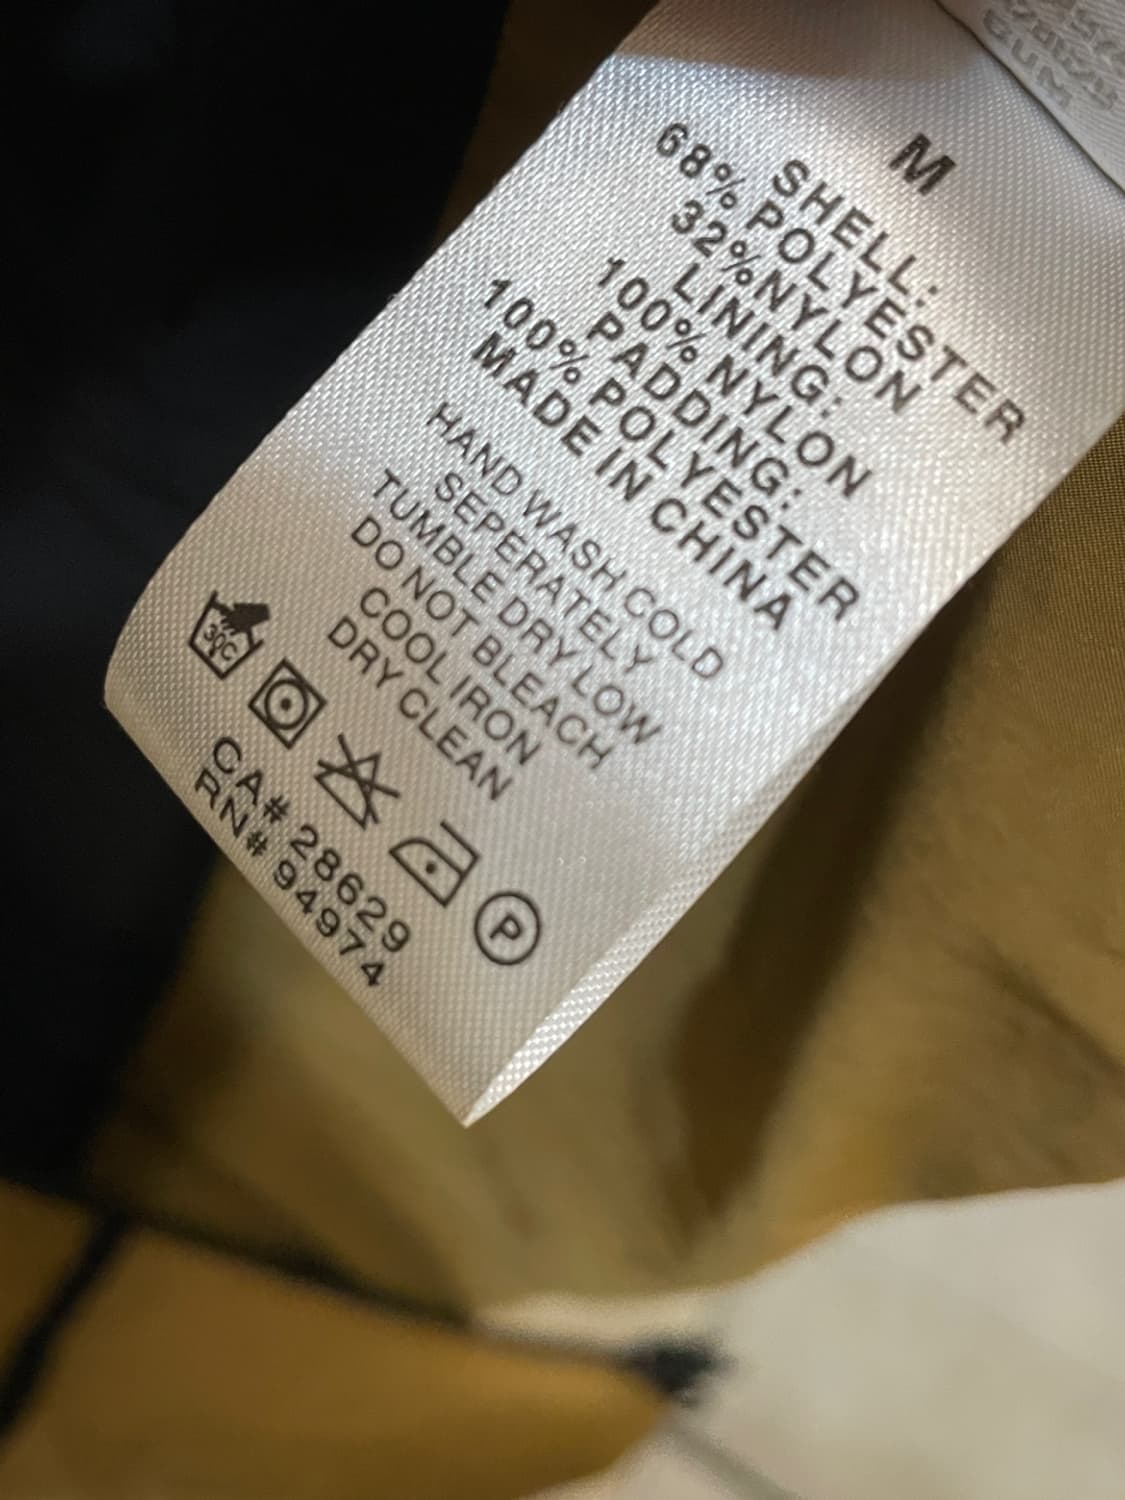 M
SHELL:
68% POLYESTER
32%NYLON
LINING:
100% NYLON
PADDING:
100% POLYESTER
MADE IN CHINA
HAND WASH COLD
SEPERATELY
TUMBLE DRY LOW
DO NOT BLEACH
COOL IRON
DRY CLEAN
30C
P
CA# 28629
RN# 94974